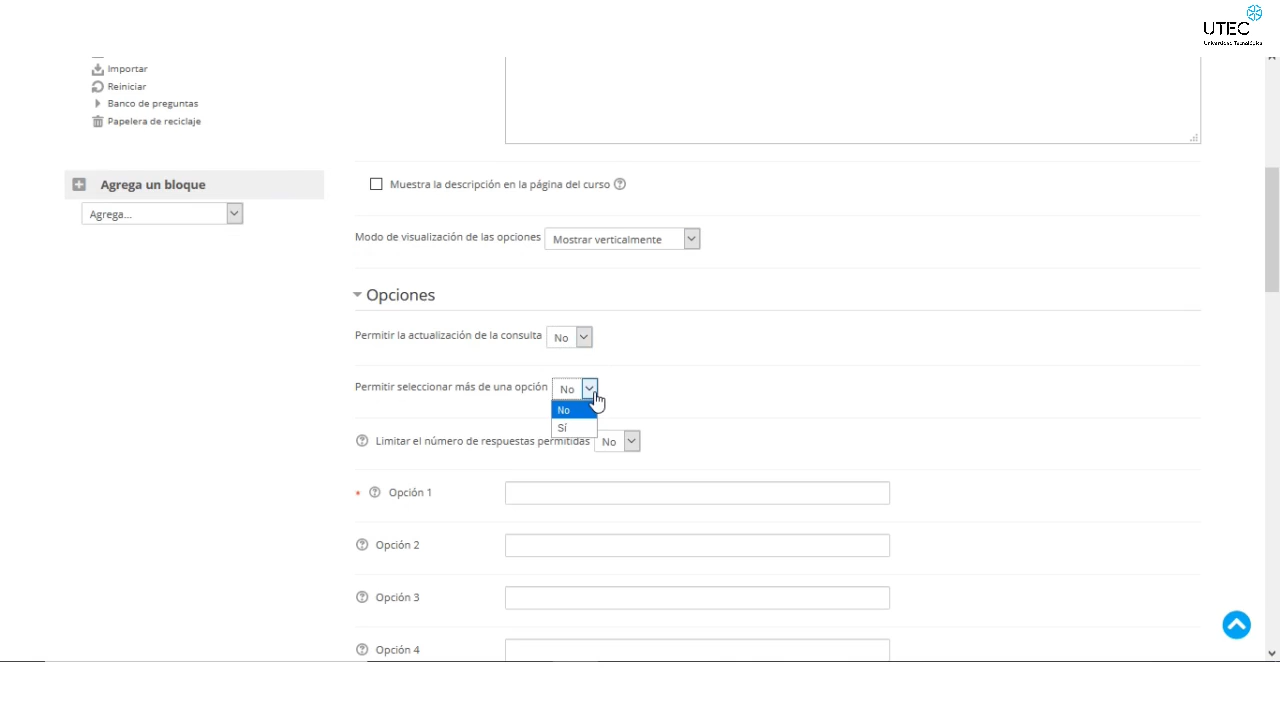 UTEC
Universidad Tecnológica
Importar
Reiniciar
Banco de preguntas
Papelera de reciclaje
Agrega un bloque
Agrega...
Muestra la descripción en la página del curso
Modo de visualización de las opciones Mostrar verticalmente
Opciones
Permitir la actualización de la consulta No
Permitir seleccionar más de una opción No
No
Sí
Limitar el número de respuestas permitidas No
* Opción 1
Opción 2
Opción 3
Opción 4